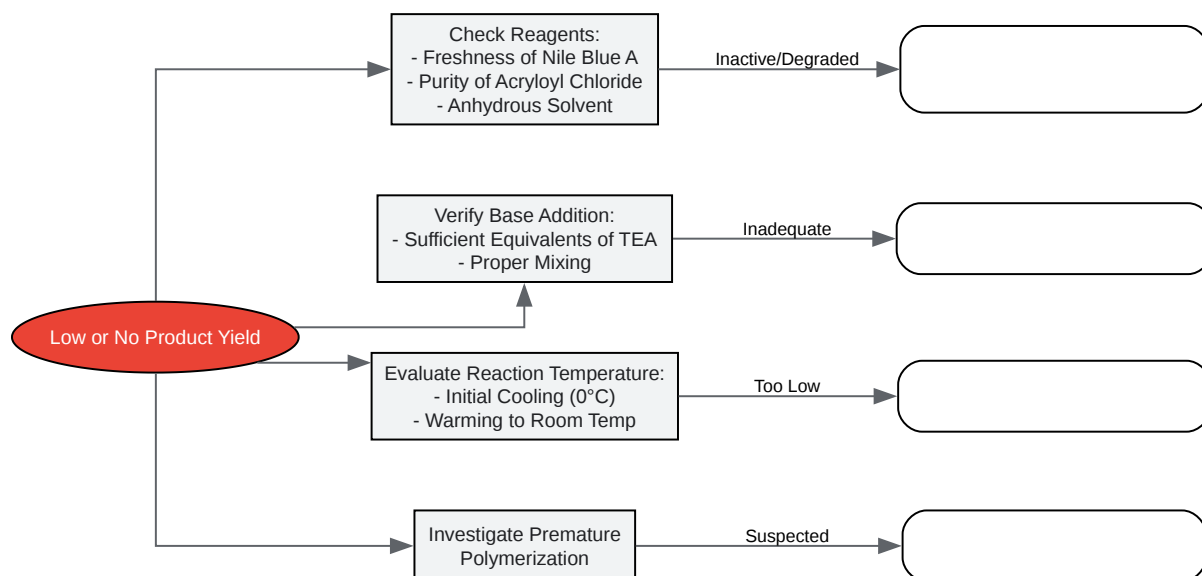 Check Reagents:
- Freshness of Nile Blue A
- Purity of Acryloyl Chloride
- Anhydrous Solvent
Inactive/Degraded
Verify Base Addition:
- Sufficient Equivalents of TEA
- Proper Mixing
Inadequate
Low or No Product Yield
Evaluate Reaction Temperature:
- Initial Cooling (0°C)
- Warming to Room Temp
Too Low
Investigate Premature
Polymerization
Suspected